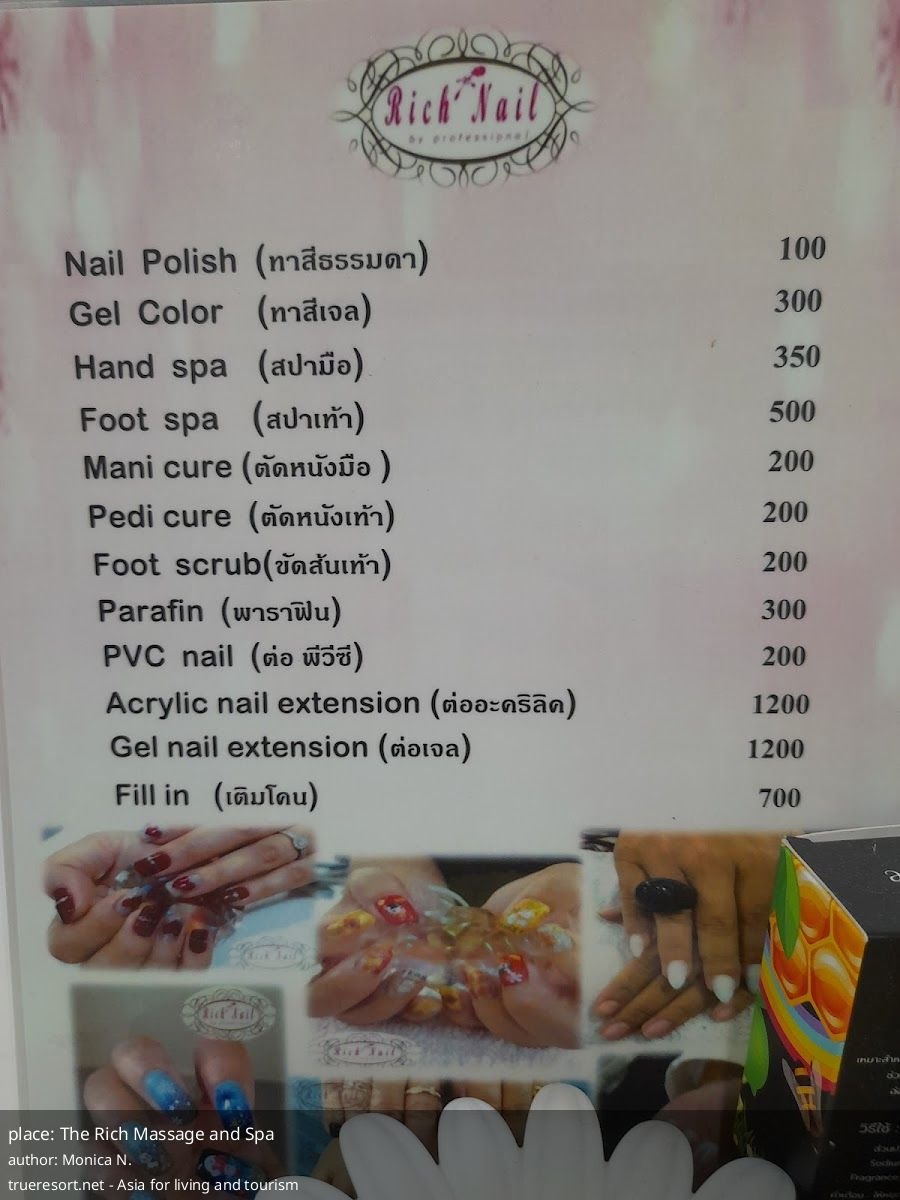 Rich Nail
by professional
Nail Polish (ทาสีธรรมดา) 100
Gel Color (ทาสีเจล) 300
Hand spa (สปามือ) 350
Foot spa (สปาเท้า) 500
Mani cure (ตัดหนังมือ ) 200
Pedi cure (ตัดหนังเท้า) 200
Foot scrub(ขัดส้นเท้า) 200
Parafin (พาราฟิน) 300
PVC nail (ต่อ พีวีซี) 200
Acrylic nail extension (ต่ออะคริลิค) 1200
Gel nail extension (ต่อเจล) 1200
Fill in (เติมโคน) 700
Rich Nail
Rich Nail
วิธีใช้ :
Fragrance
place: The Rich Massage and Spa
author: Monica N.
trueresort.net - Asia for living and tourism